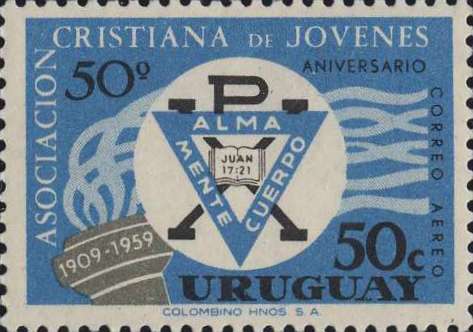 ASOCIACION
CRISTIANA DE JOVENES
50º
ANIVERSARIO
CORREO AEREO
P
X
ALMA
MENTE
CUERPO
JUAN
17:21
1909-1959
50c
URUGUAY
COLOMBINO HNOS. S.A.